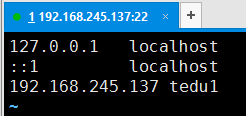 1 192.168.245.137:22 × +
127.0.0.1 localhost
::1 localhost
192.168.245.137 tedu1
~